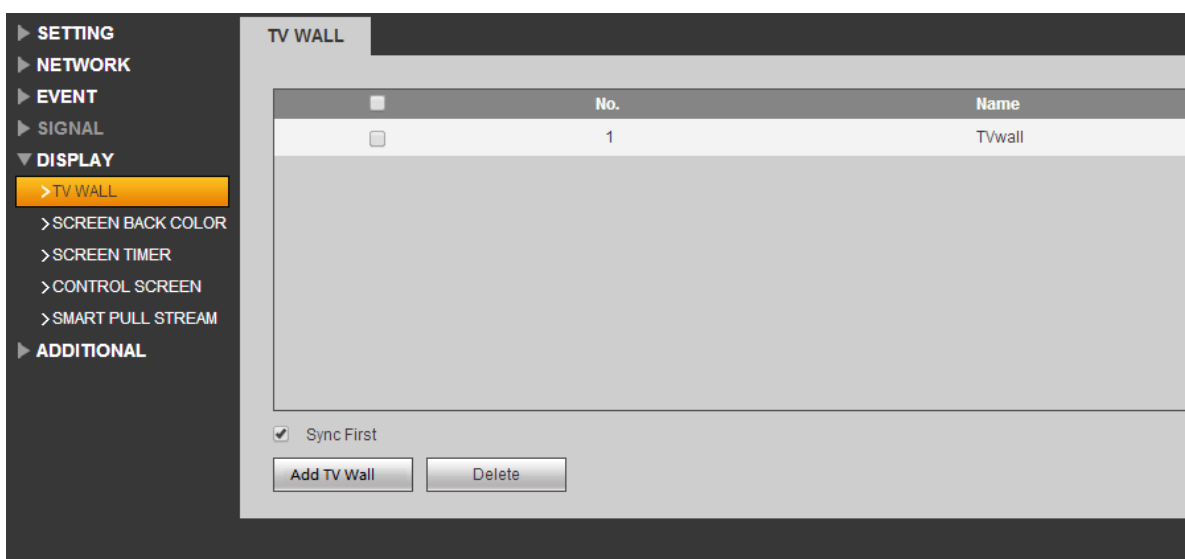 SETTING
NETWORK
EVENT
SIGNAL
DISPLAY
TV WALL
SCREEN BACK COLOR
SCREEN TIMER
CONTROL SCREEN
SMART PULL STREAM
ADDITIONAL
TV WALL
No. Name
1 TVwall
Sync First
Add TV Wall Delete